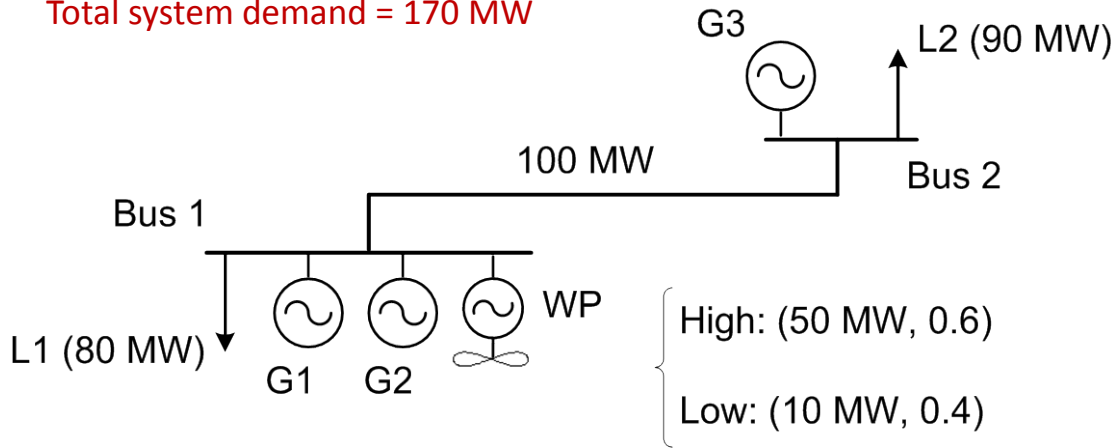 Total system demand = 170 MW
G3
L2 (90 MW)
100 MW
Bus 2
Bus 1
WP
L1 (80 MW)
G1
G2
High: (50 MW, 0.6)
Low: (10 MW, 0.4)